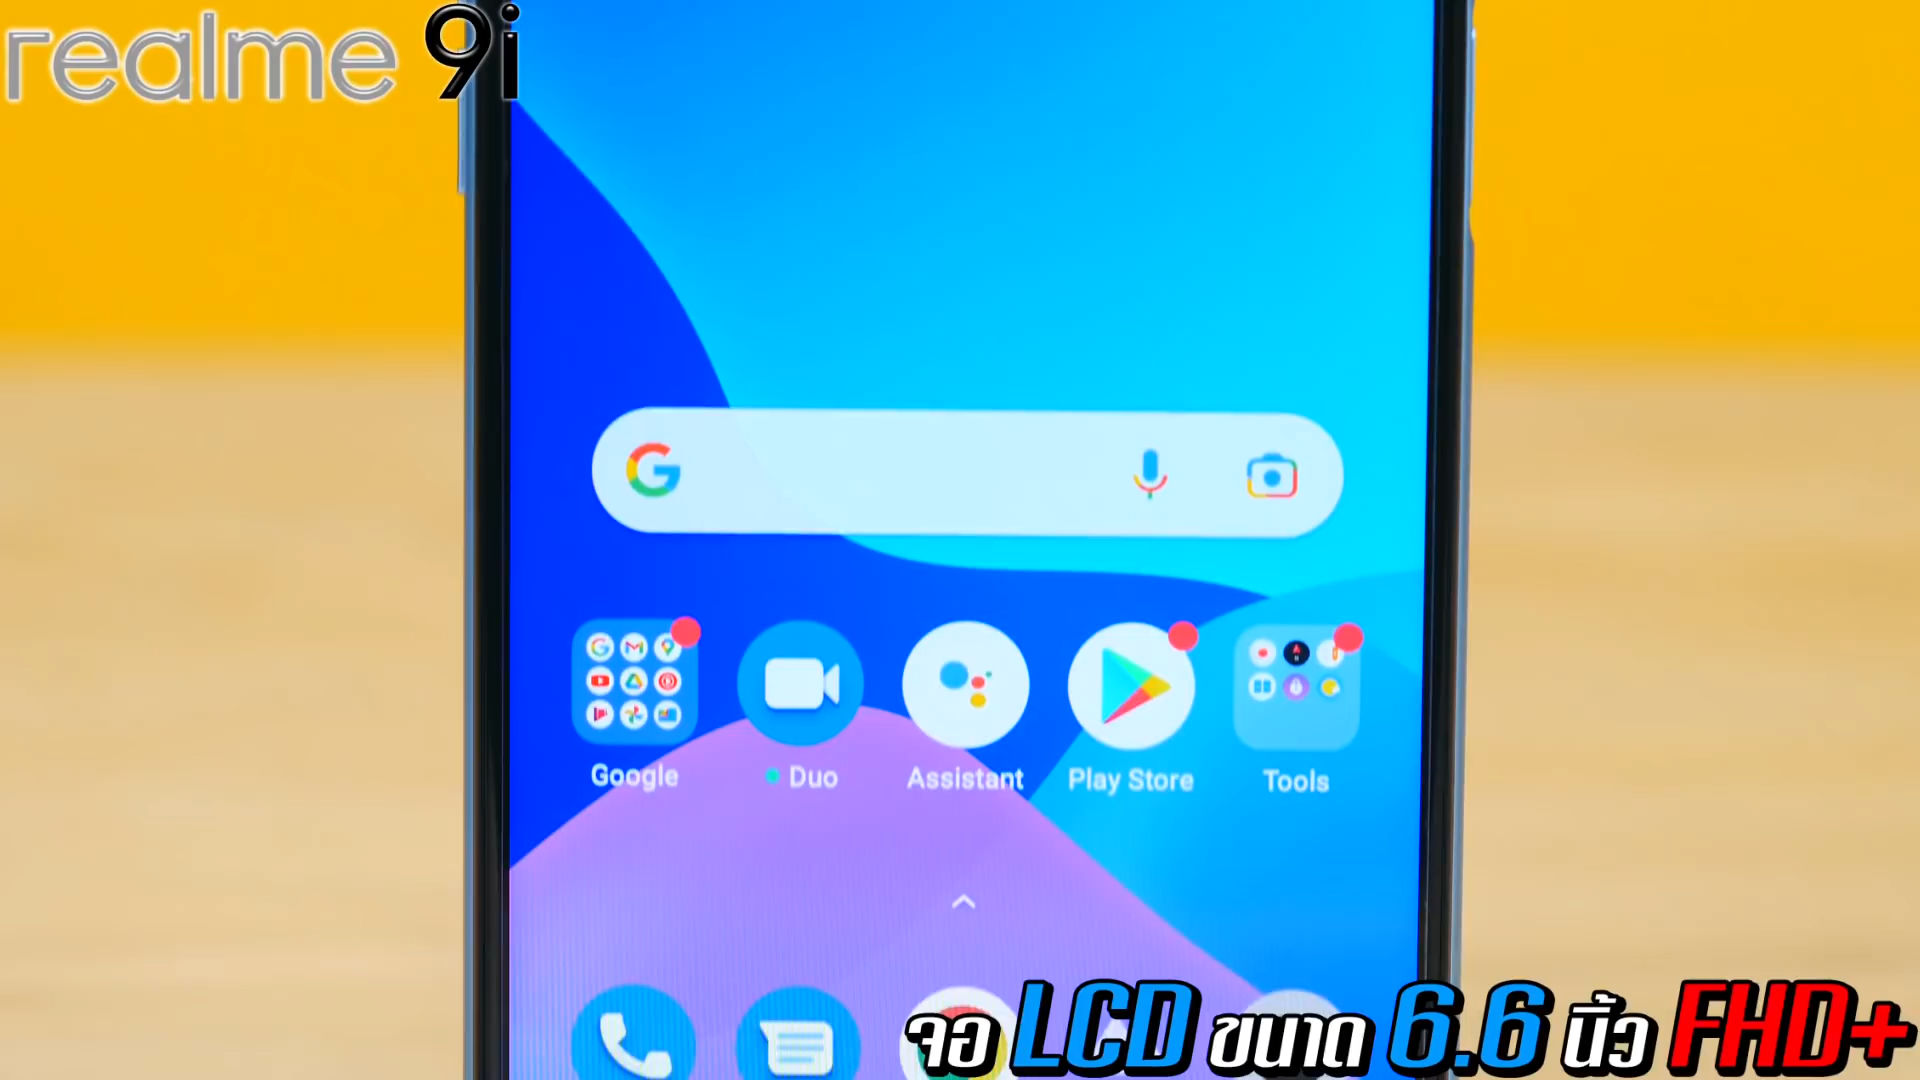 realme 9i
Google
Duo
Assistant
Play Store
Tools
จอ LCD ขนาด 6.6 นิ้ว FHD+